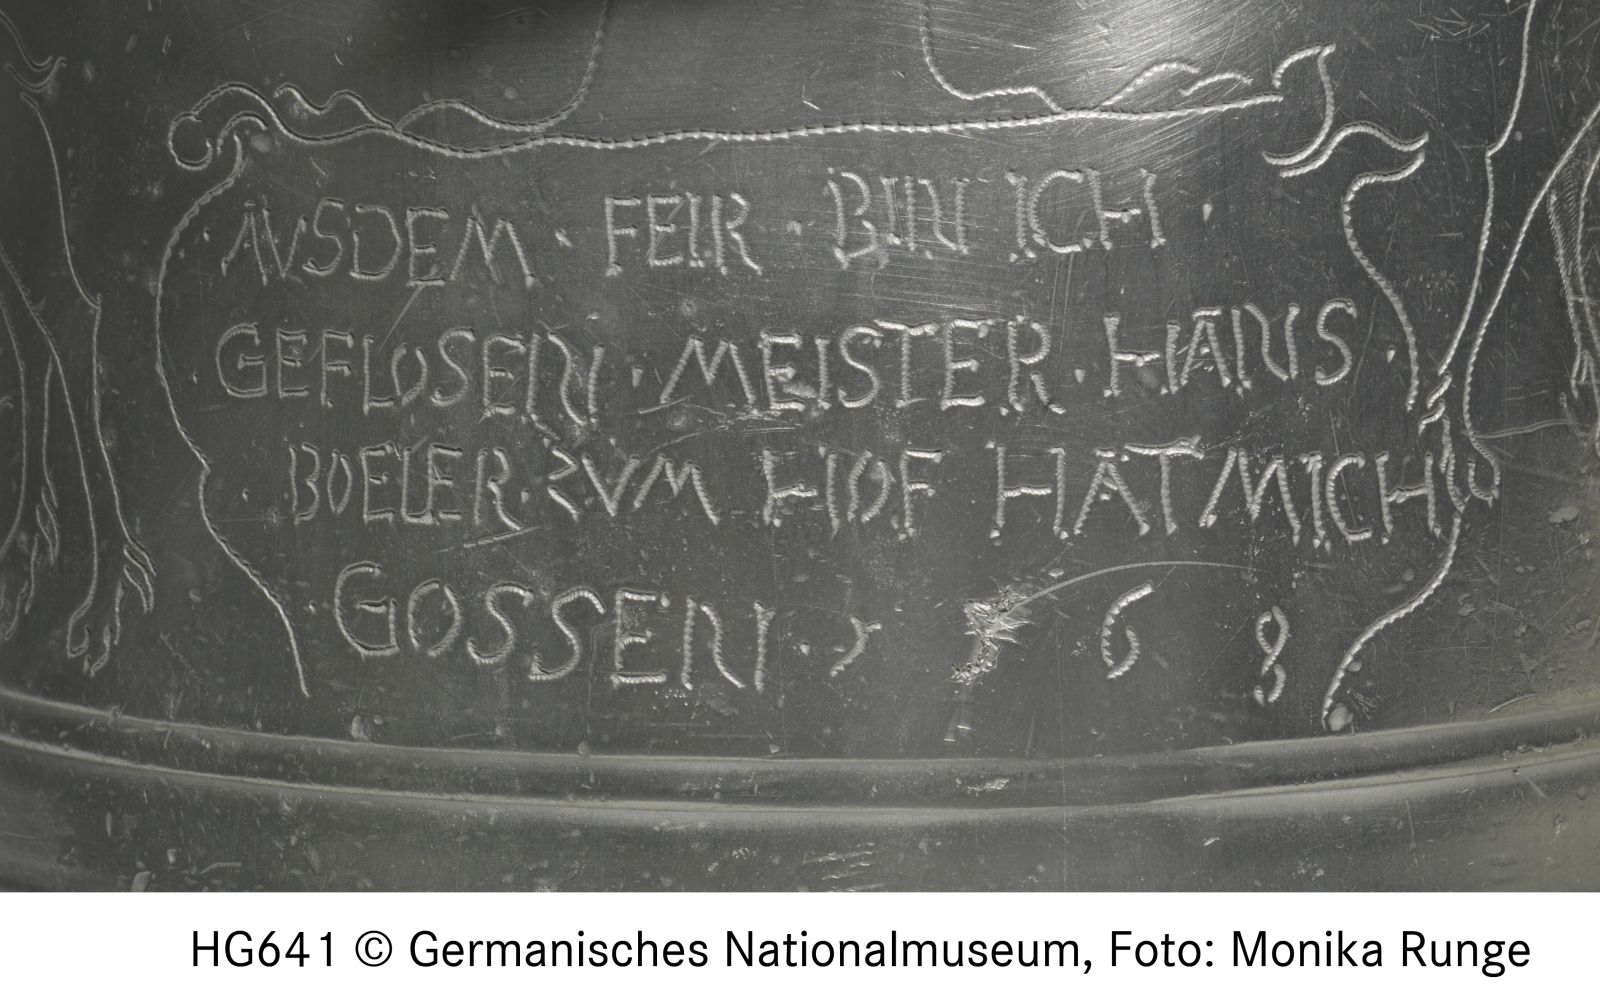 AVSDEM · FEIR · BIN ICH ·
GEFLOSEN · MEISTER · HANS ·
· BOELER · ZVM HOF HAT MICH
· GOSSEN · 1 6 8
HG641 © Germanisches Nationalmuseum, Foto: Monika Runge